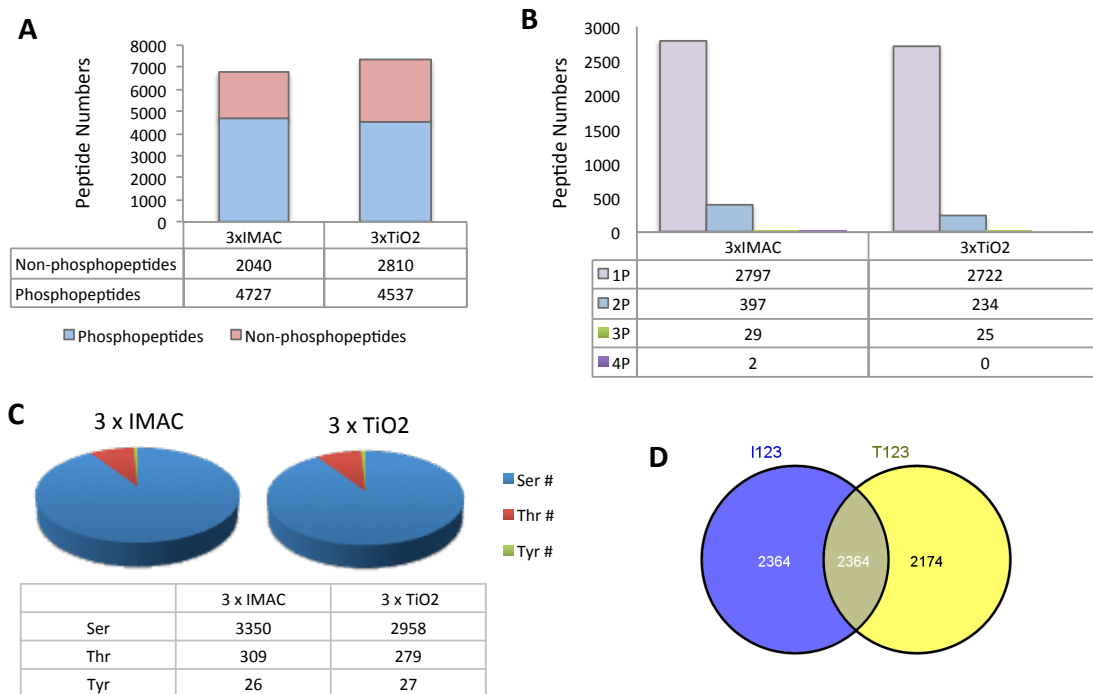 A
8000
7000
6000
5000
4000
3000
2000
1000
0
Peptide Numbers
3xIMAC 3xTiO2
Non-phosphopeptides 2040 2810
Phosphopeptides 4727 4537
Phosphopeptides Non-phosphopeptides
B
3000
2500
2000
1500
1000
500
0
Peptide Numbers
3xIMAC 3xTiO2
1P 2797 2722
2P 397 234
3P 29 25
4P 2 0
C
3 x IMAC 3 x TiO2
Ser #
Thr #
Tyr #
3 x IMAC 3 x TiO2
Ser 3350 2958
Thr 309 279
Tyr 26 27
D
I123 T123
2364 2364 2174